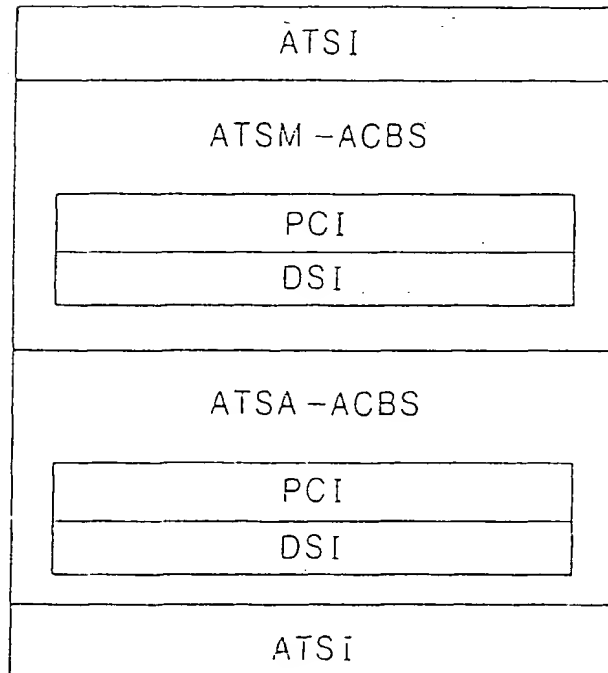 ATSI
ATSM-ACBS
PCI
DSI
ATSA-ACBS
PCI
DSI
ATSI